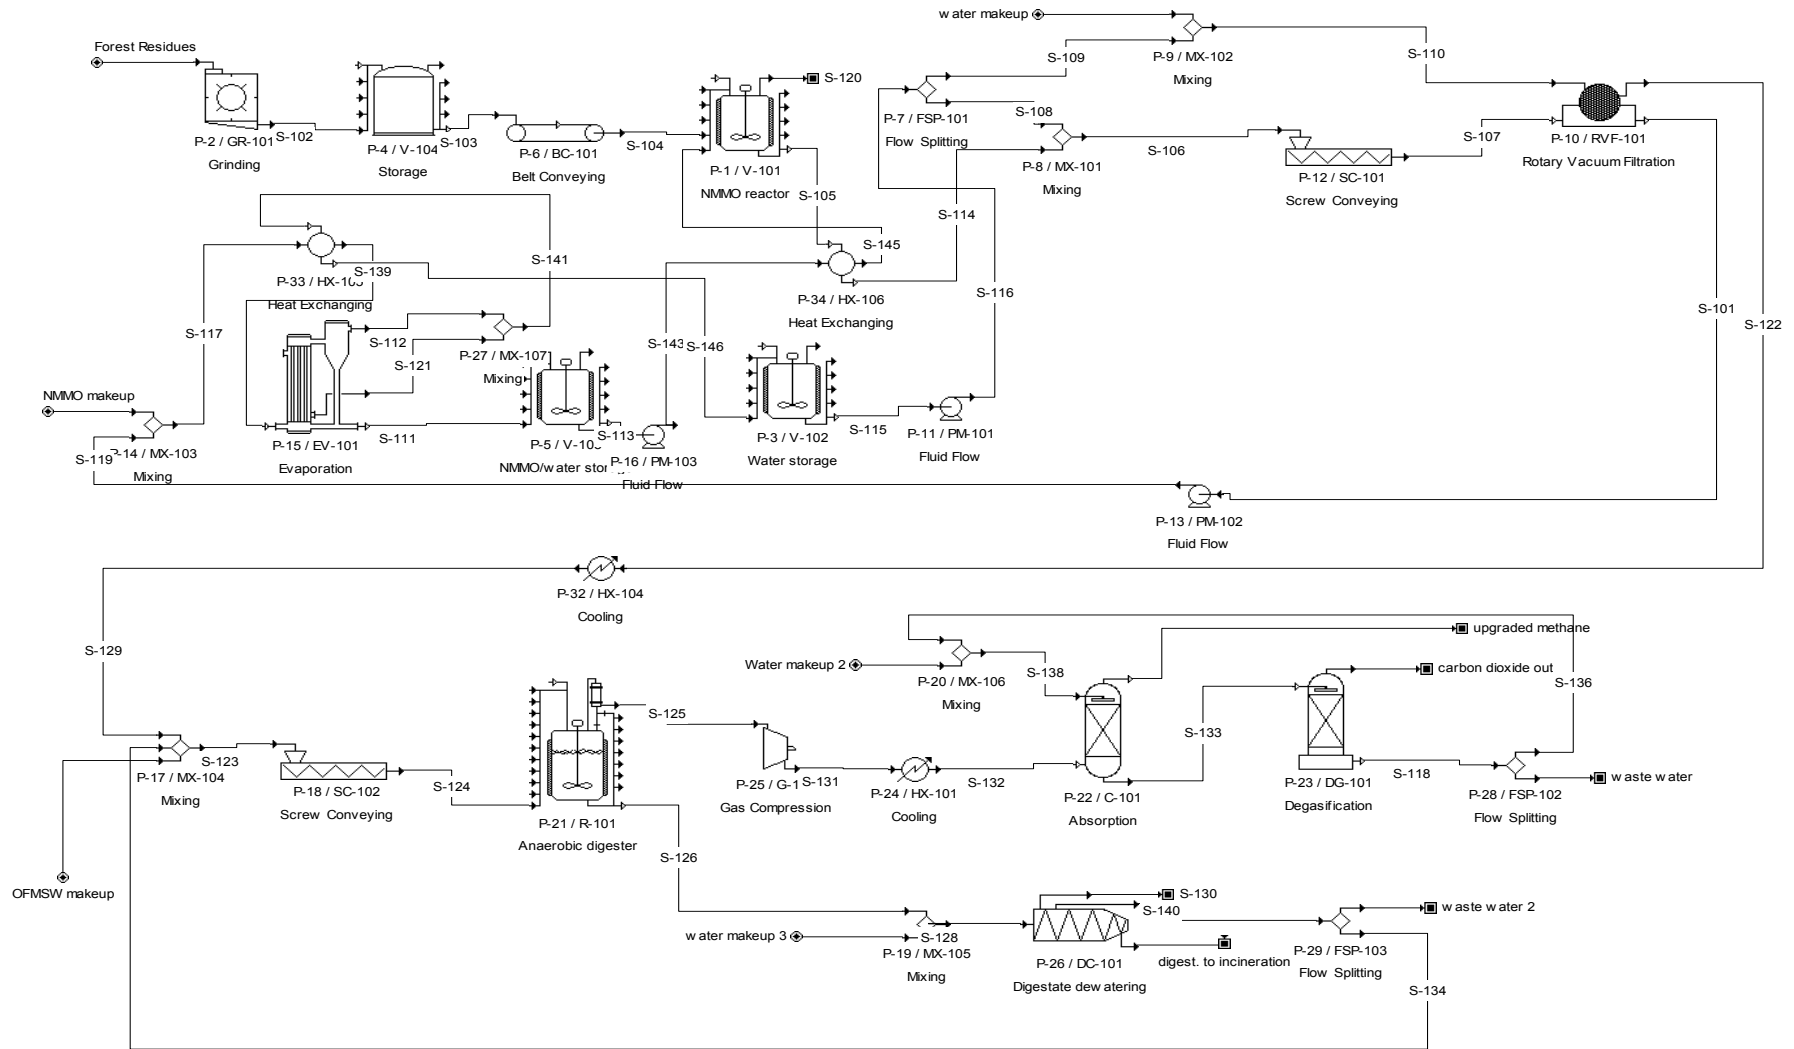 water makeup
Forest Residues
S-109
P-9 / MX-102
Mixing
S-110
S-120
P-2 / GR-101
Grinding
S-102
P-4 / V-104
Storage
S-103
P-6 / BC-101
Belt Conveying
S-104
P-1 / V-101
NMMO reactor
S-105
P-7 / FSP-101
Flow Splitting
S-108
P-8 / MX-101
Mixing
S-106
P-12 / SC-101
Screw Conveying
S-107
P-10 / RVF-101
Rotary Vacuum Filtration
S-114
S-145
S-141
S-139
P-33 / HX-10
Heat Exchanging
P-34 / HX-106
Heat Exchanging
S-116
S-101
S-122
S-117
S-112
S-121
P-27 / MX-107
Mixing
S-143
S-146
NMMO makeup
S-119
P-14 / MX-103
Mixing
P-15 / EV-101
Evaporation
S-111
P-5 / V-10
NMMO/water stor
S-113
P-16 / PM-103
Fluid Flow
P-3 / V-102
Water storage
S-115
P-11 / PM-101
Fluid Flow
P-13 / PM-102
Fluid Flow
P-32 / HX-104
Cooling
S-129
Water makeup 2
P-20 / MX-106
Mixing
S-138
upgraded methane
carbon dioxide out
S-136
S-125
S-133
P-17 / MX-104
Mixing
S-123
P-18 / SC-102
Screw Conveying
S-124
P-21 / R-101
Anaerobic digester
P-25 / G-1
Gas Compression
S-131
P-24 / HX-101
Cooling
S-132
P-22 / C-101
Absorption
P-23 / DG-101
Degasification
S-118
P-28 / FSP-102
Flow Splitting
waste water
S-126
OFMSW makeup
S-130
S-140
waste water 2
water makeup 3
S-128
P-19 / MX-105
Mixing
P-26 / DC-101
Digestate dewatering
digest. to incineration
P-29 / FSP-103
Flow Splitting
S-134